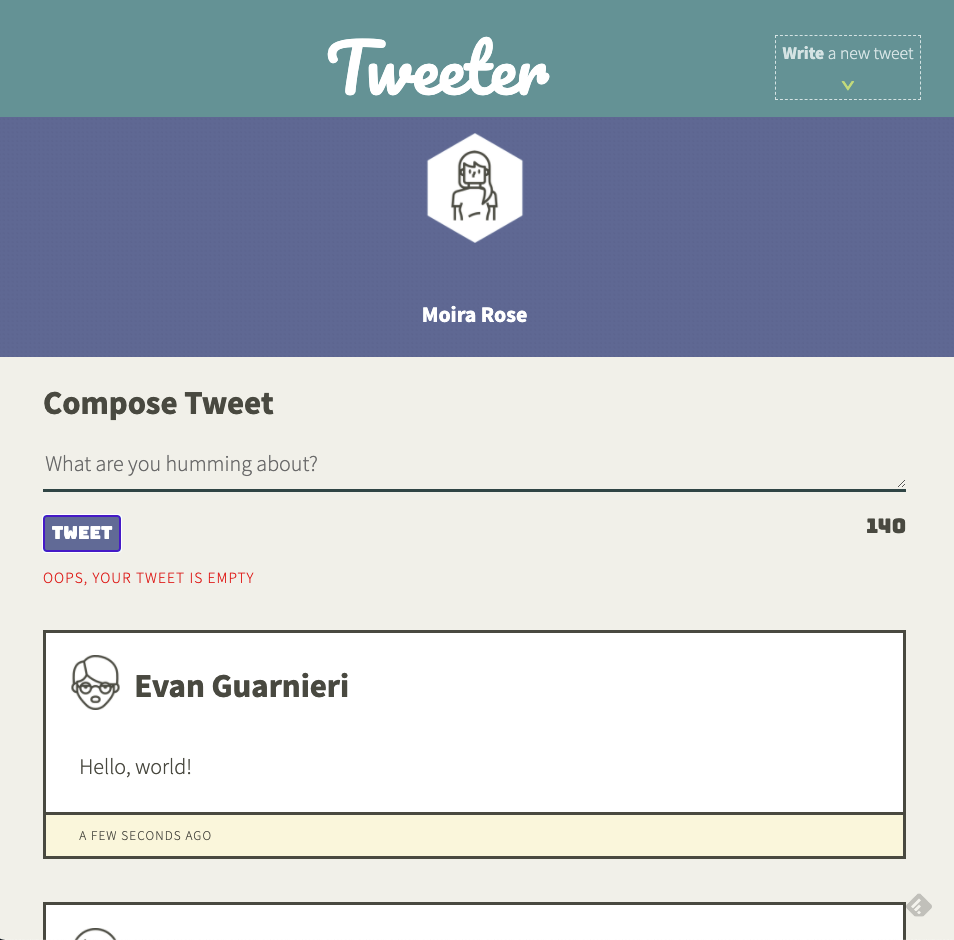 Tweeter
Write a new tweet
Moira Rose
Compose Tweet
What are you humming about?
TWEET
140
OOPS, YOUR TWEET IS EMPTY
Evan Guarnieri
Hello, world!
A FEW SECONDS AGO